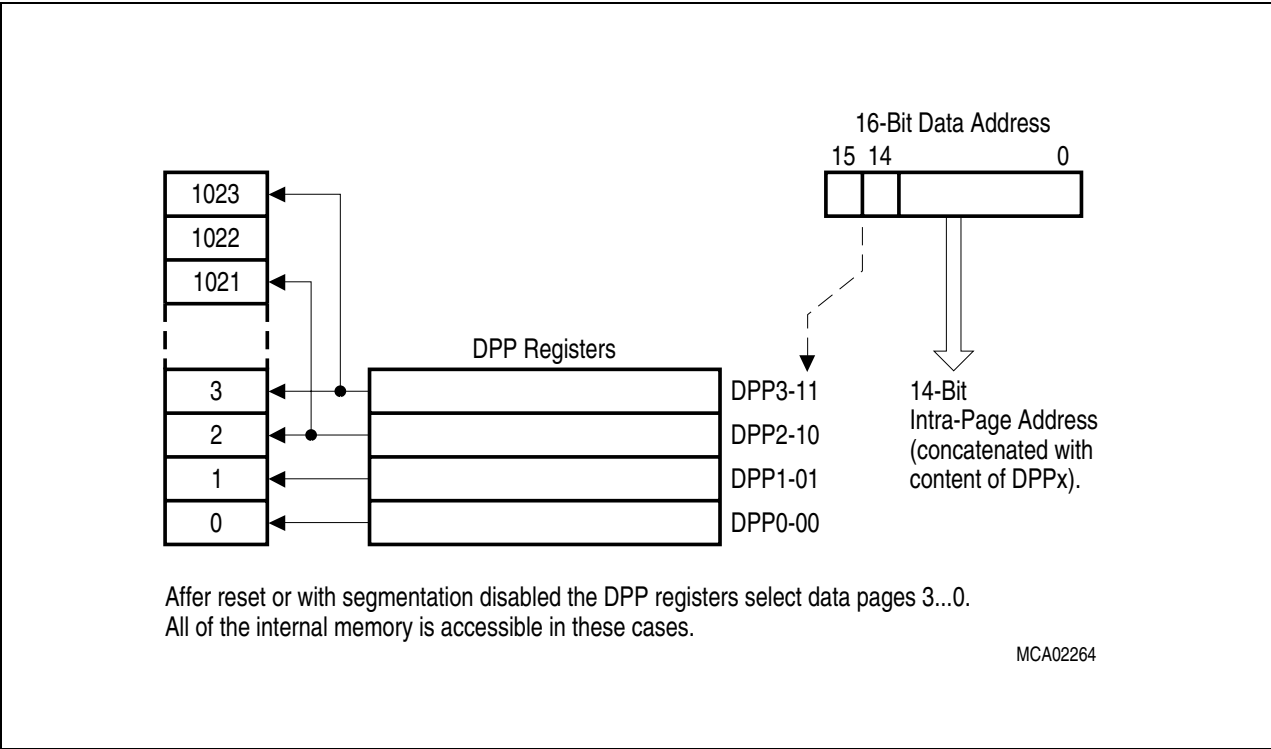 16-Bit Data Address
15 14 0
1023
1022
1021
DPP Registers
3
DPP3-11
2
DPP2-10
1
DPP1-01
0
DPP0-00
14-Bit
Intra-Page Address
(concatenated with
content of DPPx).
Affer reset or with segmentation disabled the DPP registers select data pages 3...0.
All of the internal memory is accessible in these cases.
MCA02264